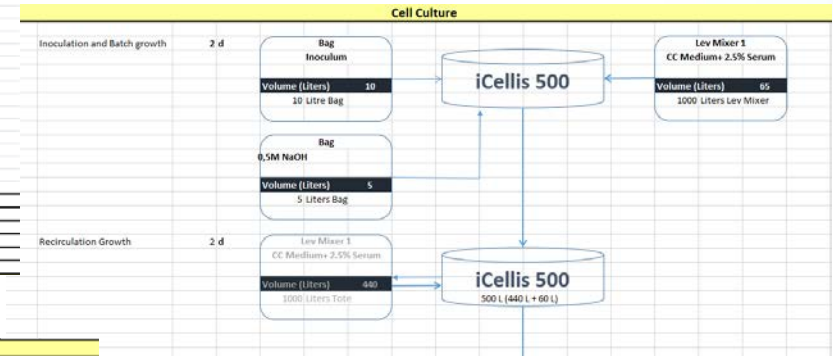 Cell Culture
Inoculation and Batch growth
2 d
Bag
Inoculum
Volume (Liters) 10
10 Litre Bag
iCellis 500
Lev Mixer 1
CC Medium+ 2.5% Serum
Volume (Liters) 65
1000 Liters Lev Mixer
Bag
0,5M NaOH
Volume (Liters) 5
5 Liters Bag
Recirculation Growth
2 d
Lev Mixer 1
CC Medium+ 2.5% Serum
Volume (Liters) 440
1000 Liters Tote
iCellis 500
500 L (440 L + 60 L)